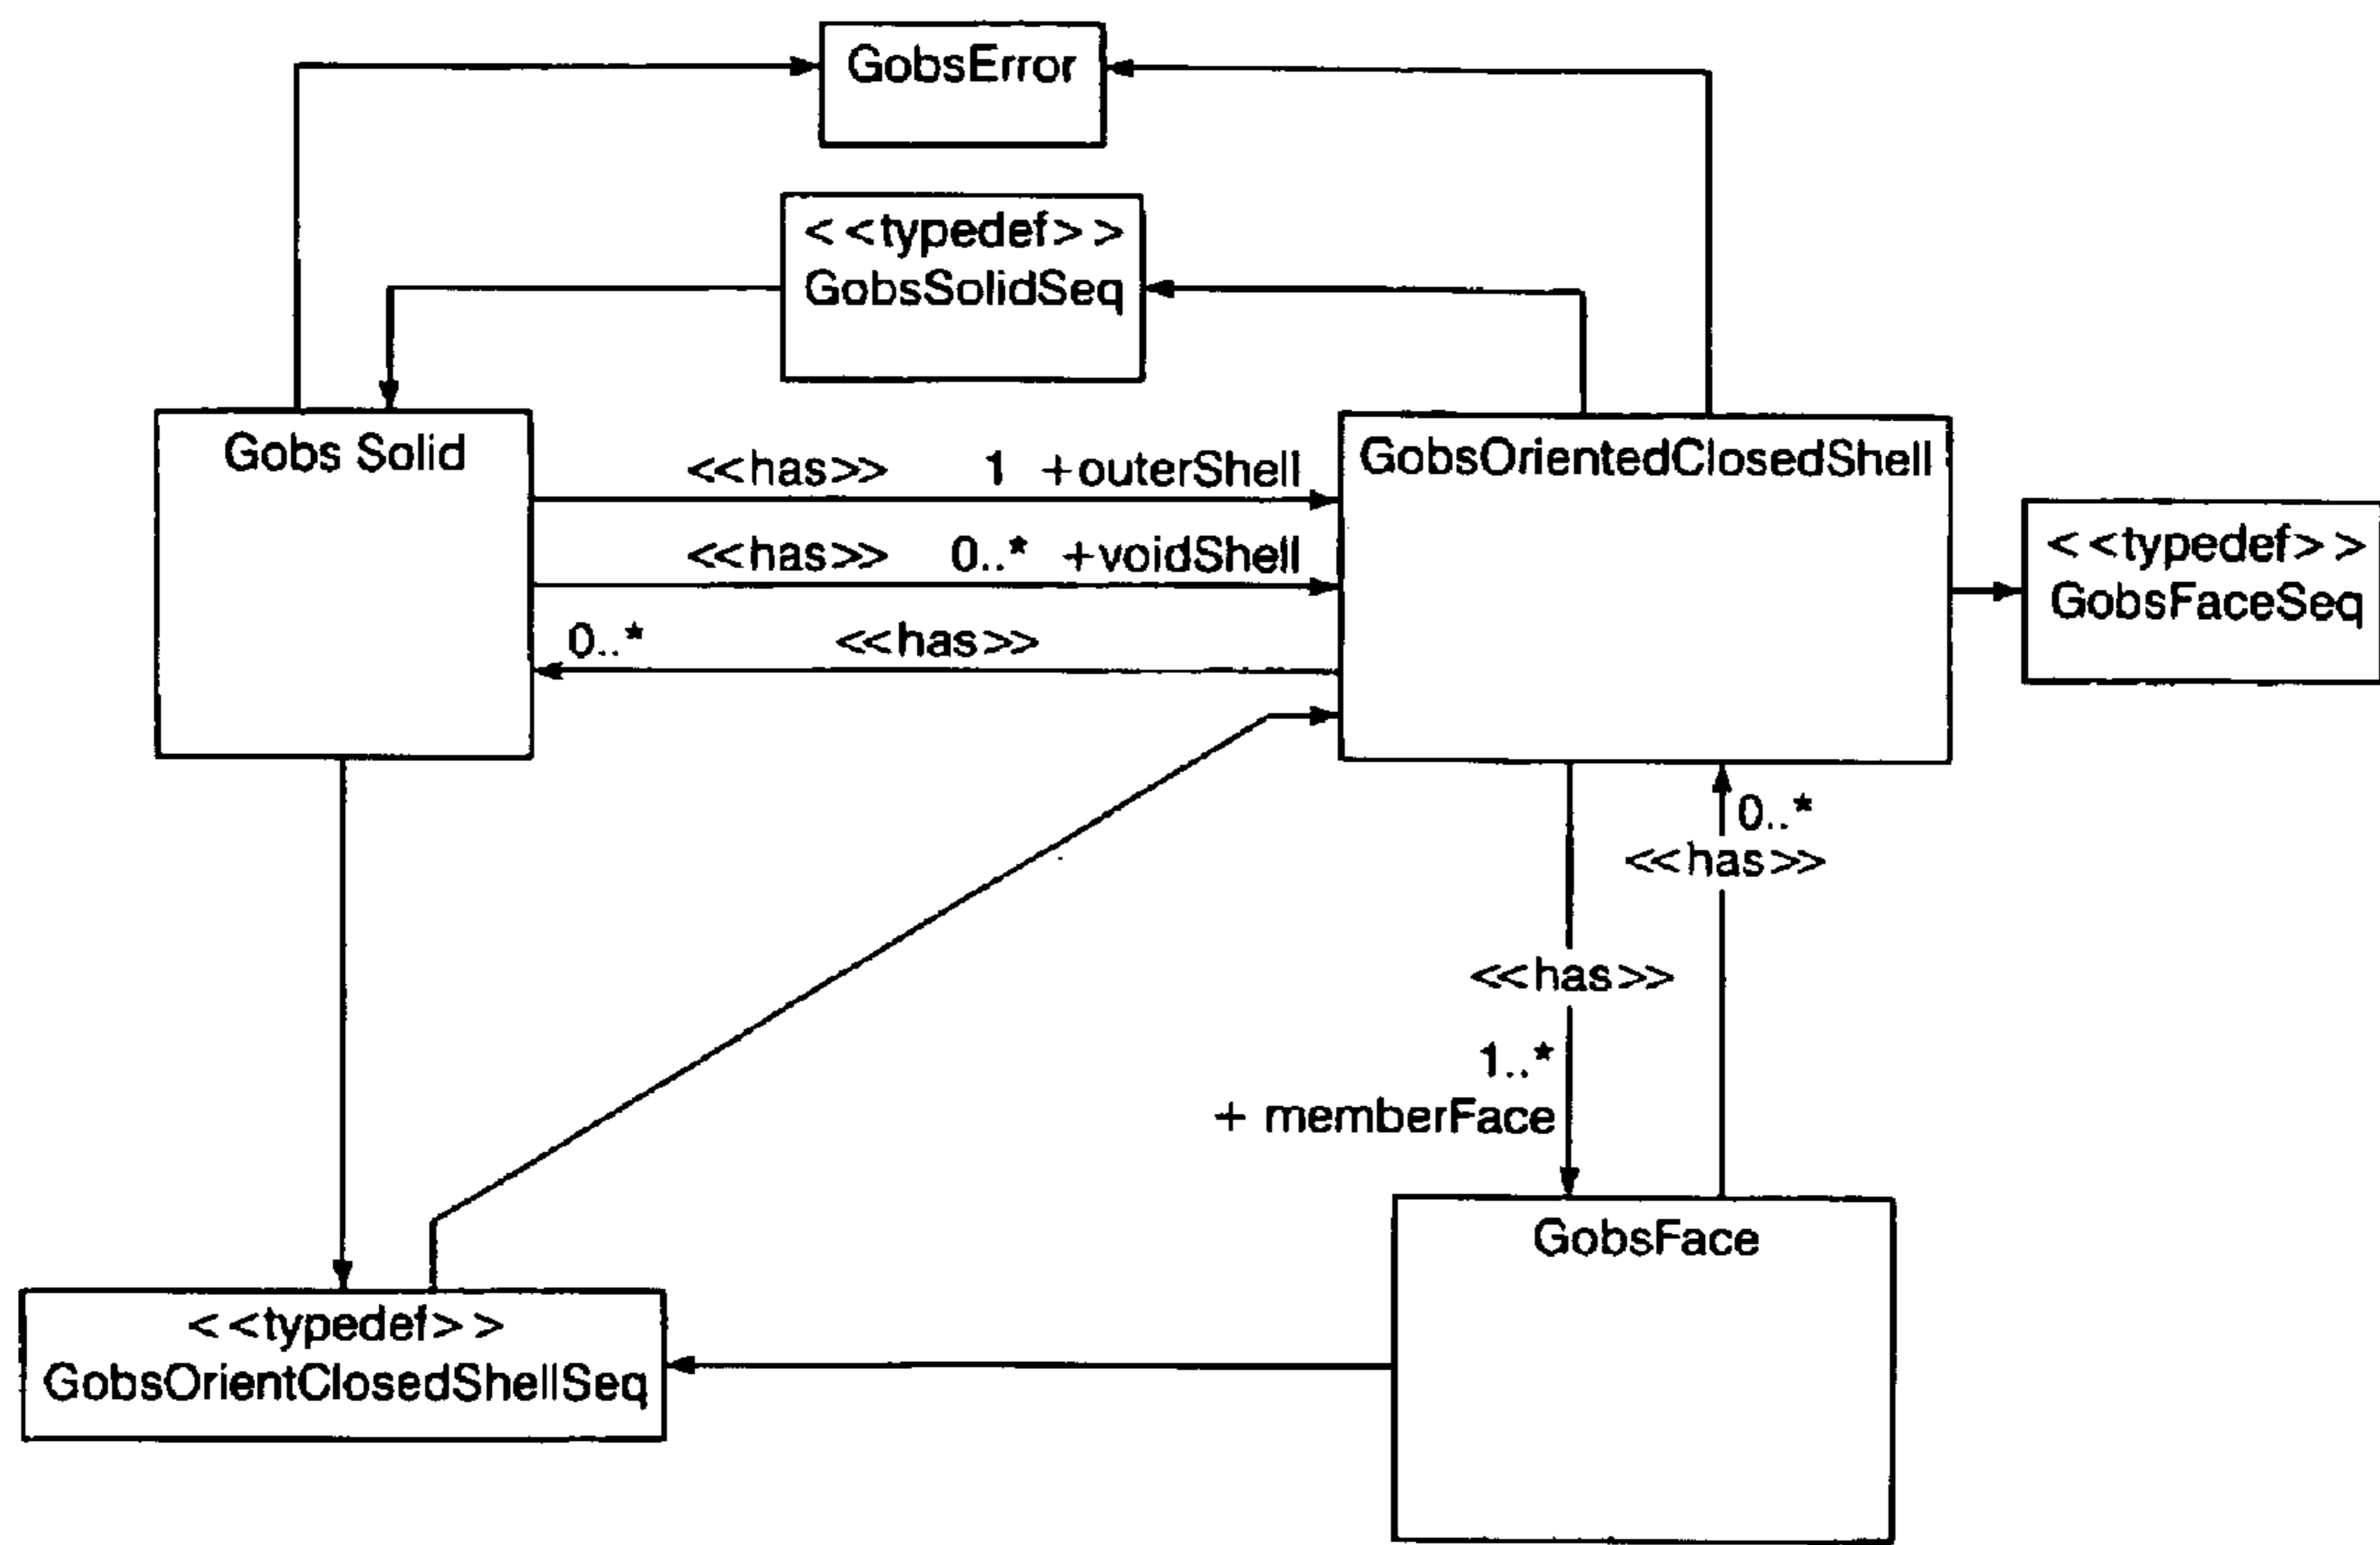 GobsError
< <typedef> >
GobsSolidSeq
Gobs Solid
<<has>> 1 +outerShell
GobsOrientedClosedShell
<<has>> 0..* +voidShell
0..* <<has>>
< <typedef> >
GobsFaceSeq
0..*
<<has>>
<<has>>
1..*
+ memberFace
GobsFace
< <typedef> >
GobsOrientClosedShellSeq